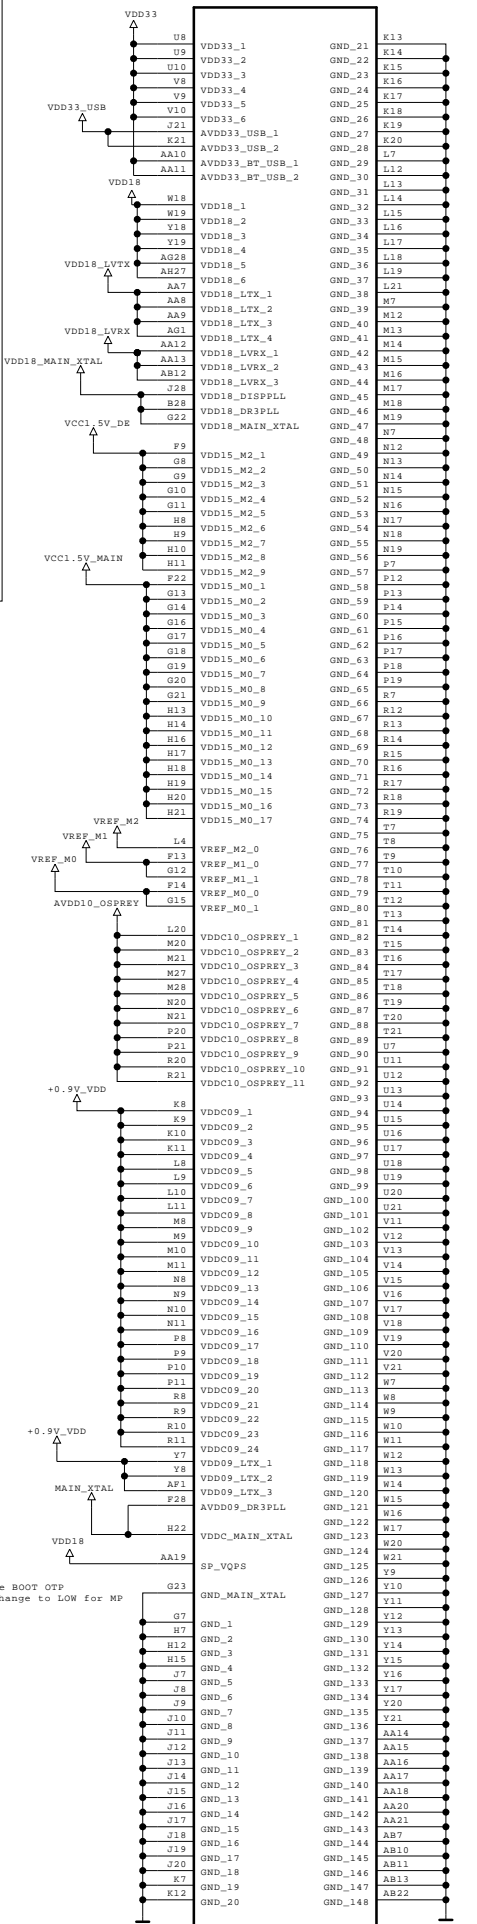 VDD33
U8 VDD33_1
U9 VDD33_2
U10 VDD33_3
V8 VDD33_4
V9 VDD33_5
V10 VDD33_6
VDD33_USB
J21 AVDD33_USB_1
K21 AVDD33_USB_2
AA10 AVDD33_BT_USB_1
AA11 AVDD33_BT_USB_2
VDD18
W18 VDD18_1
W19 VDD18_2
Y18 VDD18_3
Y19 VDD18_4
AG28 VDD18_5
AH27 VDD18_6
VDD18_LVTX
AA7 VDD18_LTX_1
AA8 VDD18_LTX_2
AA9 VDD18_LTX_3
AG1 VDD18_LTX_4
VDD18_LVRX
AA12 VDD18_LVRX_1
AA13 VDD18_LVRX_2
AB12 VDD18_LVRX_3
VDD18_MAIN_XTAL
J28 VDD18_DISPPLL
B28 VDD18_DR3PLL
G22 VDD18_MAIN_XTAL
VCC1.5V_DE
F9 VDD15_M2_1
G8 VDD15_M2_2
G9 VDD15_M2_3
G10 VDD15_M2_4
G11 VDD15_M2_5
H8 VDD15_M2_6
H9 VDD15_M2_7
H10 VDD15_M2_8
H11 VDD15_M2_9
VCC1.5V_MAIN
F22 VDD15_M0_1
G13 VDD15_M0_2
G14 VDD15_M0_3
G16 VDD15_M0_4
G17 VDD15_M0_5
G18 VDD15_M0_6
G19 VDD15_M0_7
G20 VDD15_M0_8
G21 VDD15_M0_9
H13 VDD15_M0_10
H14 VDD15_M0_11
H16 VDD15_M0_12
H17 VDD15_M0_13
H18 VDD15_M0_14
H19 VDD15_M0_15
H20 VDD15_M0_16
H21 VDD15_M0_17
VREF_M2
L4 VREF_M2_0
VREF_M1
F13 VREF_M1_0
G12 VREF_M1_1
VREF_M0
F14 VREF_M0_0
G15 VREF_M0_1
AVDD10_OSPREY
L20 VDDC10_OSPREY_1
M20 VDDC10_OSPREY_2
M21 VDDC10_OSPREY_3
M27 VDDC10_OSPREY_4
M28 VDDC10_OSPREY_5
N20 VDDC10_OSPREY_6
N21 VDDC10_OSPREY_7
P20 VDDC10_OSPREY_8
P21 VDDC10_OSPREY_9
R20 VDDC10_OSPREY_10
R21 VDDC10_OSPREY_11
+0.9V_VDD
K8 VDDC09_1
K9 VDDC09_2
K10 VDDC09_3
K11 VDDC09_4
L8 VDDC09_5
L9 VDDC09_6
L10 VDDC09_7
L11 VDDC09_8
M8 VDDC09_9
M9 VDDC09_10
M10 VDDC09_11
M11 VDDC09_12
N8 VDDC09_13
N9 VDDC09_14
N10 VDDC09_15
N11 VDDC09_16
P8 VDDC09_17
P9 VDDC09_18
P10 VDDC09_19
P11 VDDC09_20
R8 VDDC09_21
R9 VDDC09_22
R10 VDDC09_23
R11 VDDC09_24
+0.9V_VDD
Y7 VDD09_LTX_1
Y8 VDD09_LTX_2
AF1 VDD09_LTX_3
MAIN_XTAL
F28 AVDD09_DR3PLL
H22 VDDC_MAIN_XTAL
VDD18
AA19 SP_VQPS
e BOOT OTP
hange to LOW for MP
G23 GND_MAIN_XTAL
G7 GND_1
H7 GND_2
H12 GND_3
H15 GND_4
J7 GND_5
J8 GND_6
J9 GND_7
J10 GND_8
J11 GND_9
J12 GND_10
J13 GND_11
J14 GND_12
J15 GND_13
J16 GND_14
J17 GND_15
J18 GND_16
J19 GND_17
J20 GND_18
K7 GND_19
K12 GND_20
GND_21 K13
GND_22 K14
GND_23 K15
GND_24 K16
GND_25 K17
GND_26 K18
GND_27 K19
GND_28 K20
GND_29 L7
GND_30 L12
GND_31 L13
GND_32 L14
GND_33 L15
GND_34 L16
GND_35 L17
GND_36 L18
GND_37 L19
GND_38 L21
GND_39 M7
GND_40 M12
GND_41 M13
GND_42 M14
GND_43 M15
GND_44 M16
GND_45 M17
GND_46 M18
GND_47 M19
GND_48 N7
GND_49 N12
GND_50 N13
GND_51 N14
GND_52 N15
GND_53 N16
GND_54 N17
GND_55 N18
GND_56 N19
GND_57 P7
GND_58 P12
GND_59 P13
GND_60 P14
GND_61 P15
GND_62 P16
GND_63 P17
GND_64 P18
GND_65 P19
GND_66 R7
GND_67 R12
GND_68 R13
GND_69 R14
GND_70 R15
GND_71 R16
GND_72 R17
GND_73 R18
GND_74 R19
GND_75 T7
GND_76 T8
GND_77 T9
GND_78 T10
GND_79 T11
GND_80 T12
GND_81 T13
GND_82 T14
GND_83 T15
GND_84 T16
GND_85 T17
GND_86 T18
GND_87 T19
GND_88 T20
GND_89 T21
GND_90 U7
GND_91 U11
GND_92 U12
GND_93 U13
GND_94 U14
GND_95 U15
GND_96 U16
GND_97 U17
GND_98 U18
GND_99 U19
GND_100 U20
GND_101 U21
GND_102 V11
GND_103 V12
GND_104 V13
GND_105 V14
GND_106 V15
GND_107 V16
GND_108 V17
GND_109 V18
GND_110 V19
GND_111 V20
GND_112 V21
GND_113 W7
GND_114 W8
GND_115 W9
GND_116 W10
GND_117 W11
GND_118 W12
GND_119 W13
GND_120 W14
GND_121 W15
GND_122 W16
GND_123 W17
GND_124 W20
GND_125 W21
GND_126 Y9
GND_127 Y10
GND_128 Y11
GND_129 Y12
GND_130 Y13
GND_131 Y14
GND_132 Y15
GND_133 Y16
GND_134 Y17
GND_135 Y20
GND_136 Y21
GND_137 AA14
GND_138 AA15
GND_139 AA16
GND_140 AA17
GND_141 AA18
GND_142 AA20
GND_143 AA21
GND_144 AB7
GND_145 AB10
GND_146 AB11
GND_147 AB13
GND_148 AB22